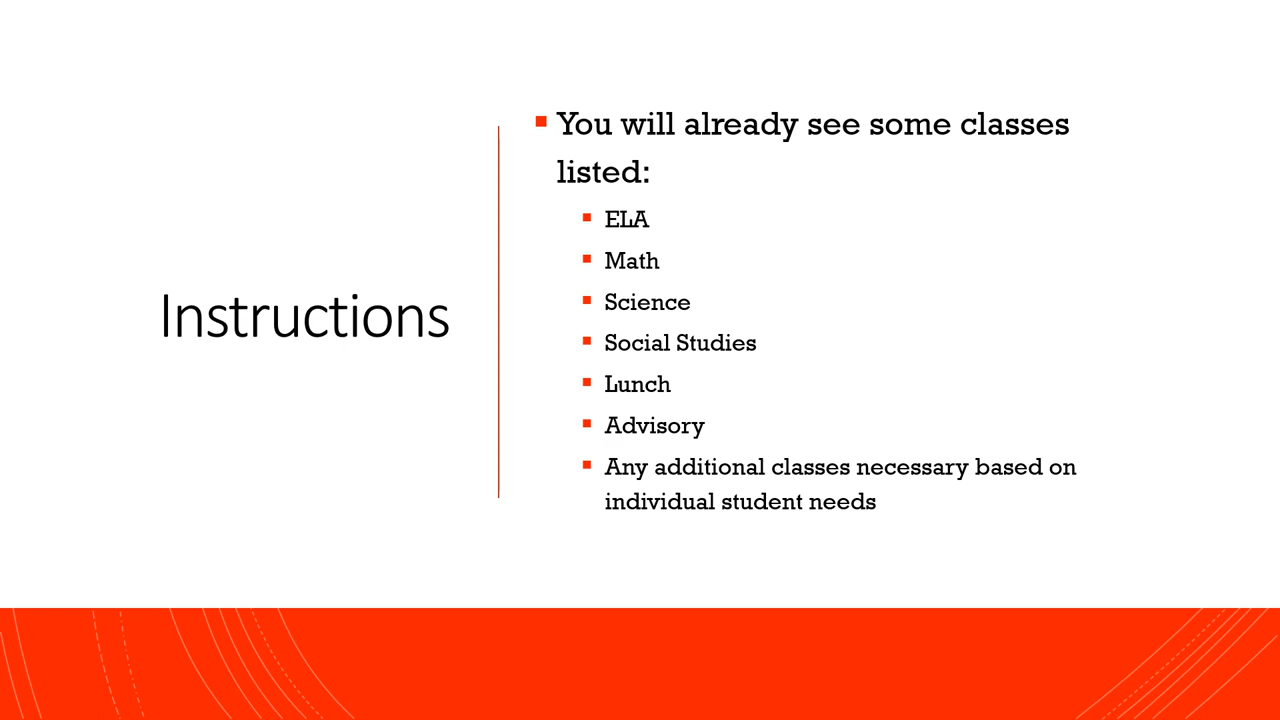 Instructions
You will already see some classes
listed:
ELA
Math
Science
Social Studies
Lunch
Advisory
Any additional classes necessary based on
individual student needs